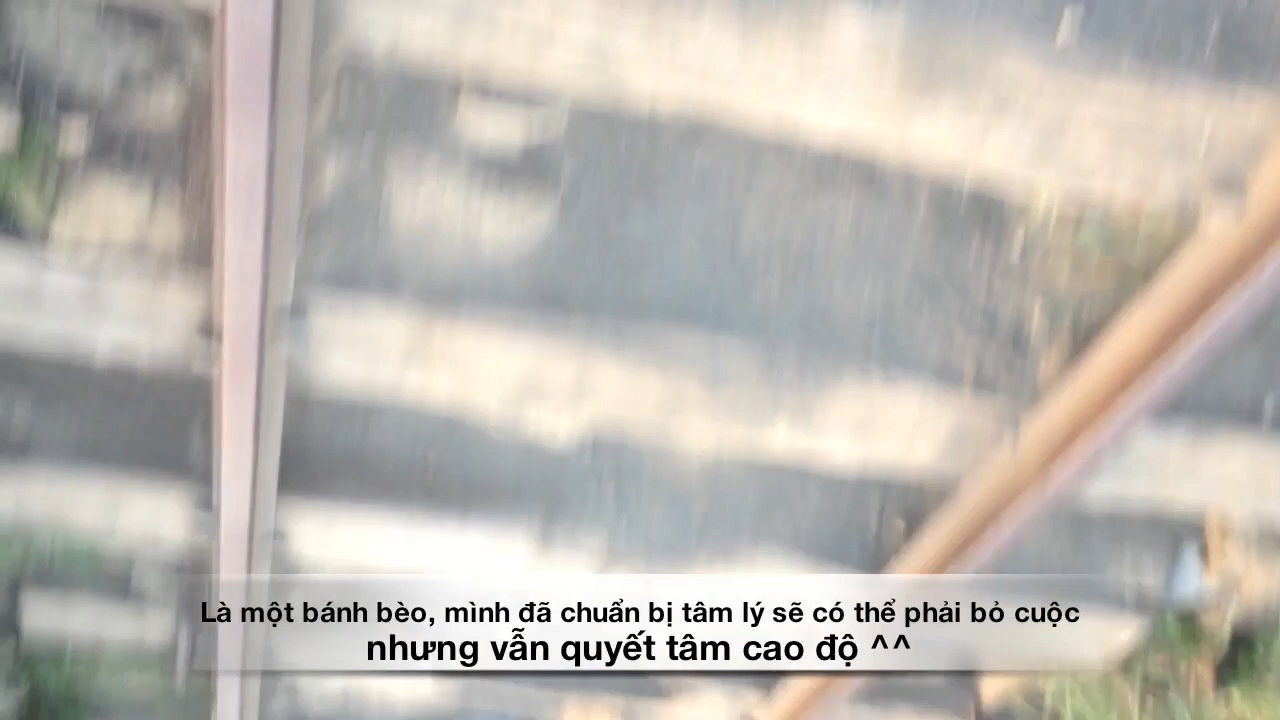 Là một bánh bèo, mình đã chuẩn bị tâm lý sẽ có thể phải bỏ cuộc
nhưng vẫn quyết tâm cao độ ^^